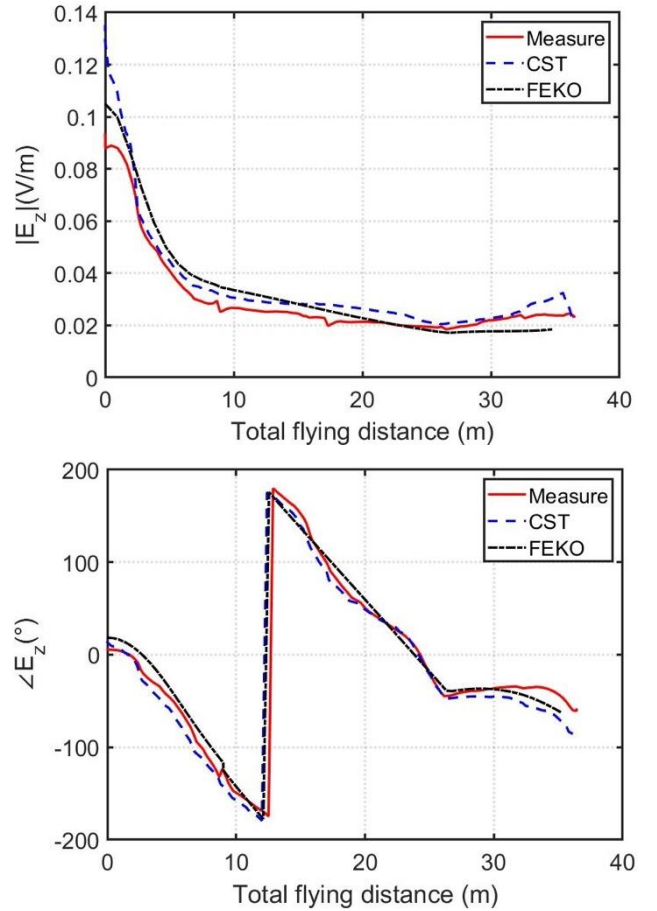 0.14
0.12
0.1
0.08
0.06
0.04
0.02
0
|E_z|(V/m)
Measure
CST
FEKO
0 10 20 30 40
Total flying distance (m)
200
100
0
-100
-200
∠E_z(°)
Measure
CST
FEKO
0 10 20 30 40
Total flying distance (m)